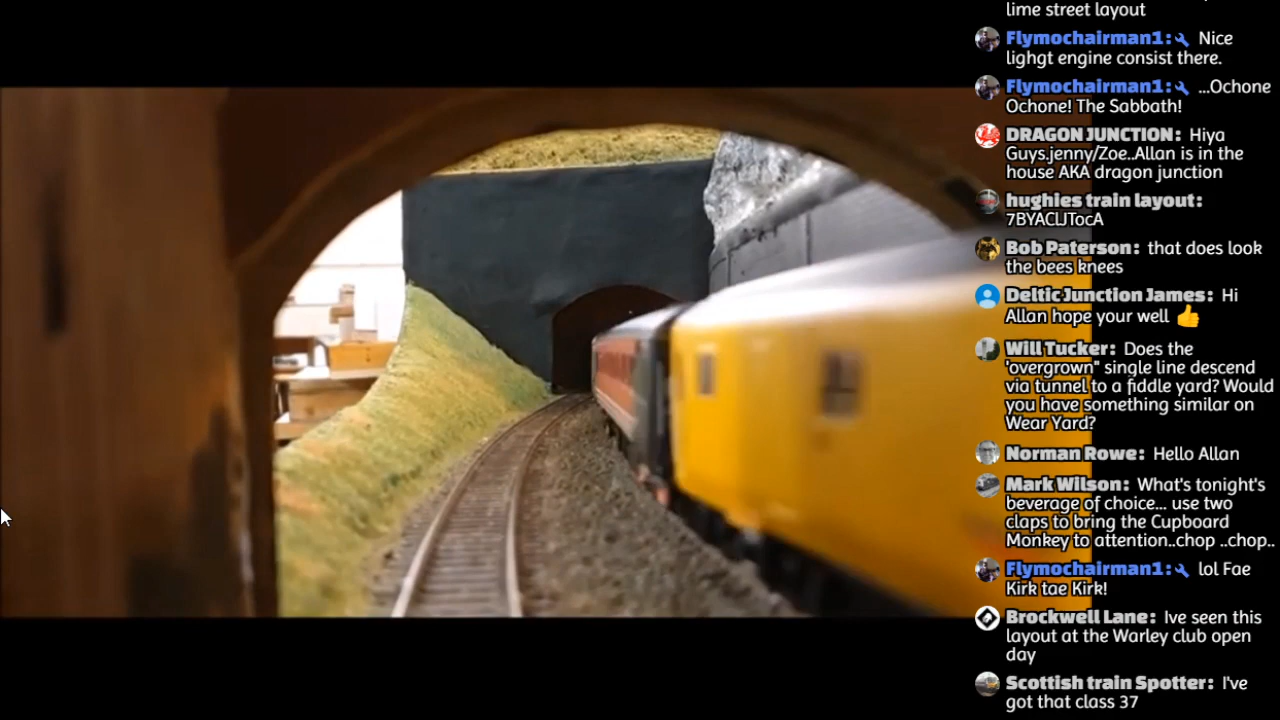 lime street layout
Flymochairman1: Nice
lighgt engine consist there.
Flymochairman1: ...Ochone
Ochone! The Sabbath!
DRAGON JUNCTION: Hiya
Guys.jenny/Zoe..Allan is in the
house AKA dragon junction
hughies train layout:
7BYACLJTocA
Bob Paterson: that does look
the bees knees
Deltic Junction James: Hi
Allan hope your well 👍
Will Tucker: Does the
'overgrown" single line descend
via tunnel to a fiddle yard? Would
you have something similar on
Wear Yard?
Norman Rowe: Hello Allan
Mark Wilson: What's tonight's
beverage of choice... use two
claps to bring the Cupboard
Monkey to attention..chop ..chop..
Flymochairman1: lol Fae
Kirk tae Kirk!
Brockwell Lane: Ive seen this
layout at the Warley club open
day
Scottish train Spotter: I've
got that class 37